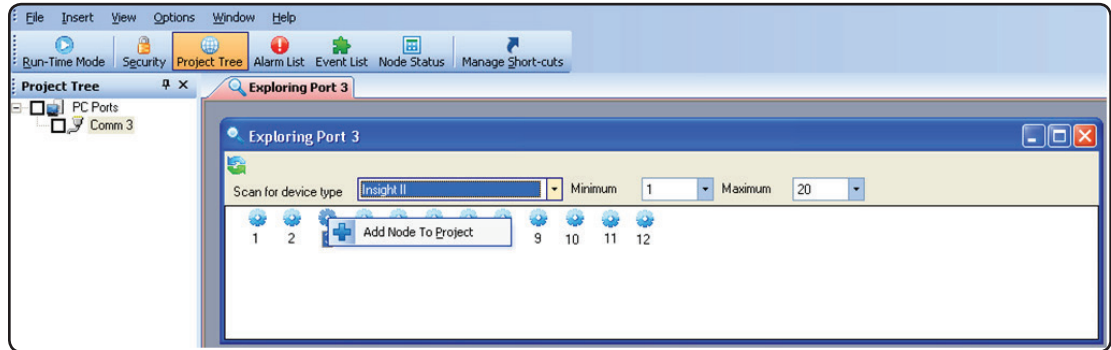 File Insert View Options Window Help
Run-Time Mode Security Project Tree Alarm List Event List Node Status Manage Short-cuts
Project Tree
Exploring Port 3
PC Ports
Comm 3
Exploring Port 3
Scan for device type Insight II Minimum 1 Maximum 20
Add Node To Project
1 2 9 10 11 12